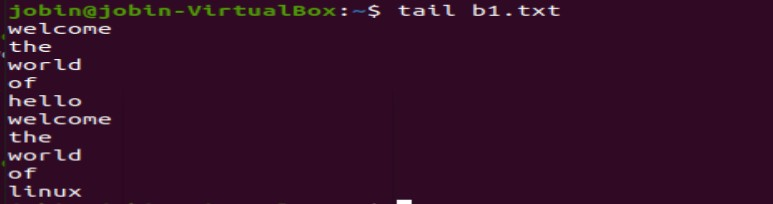 jobin@jobin-VirtualBox:~$ tail b1.txt
welcome
the
world
of
hello
welcome
the
world
of
linux